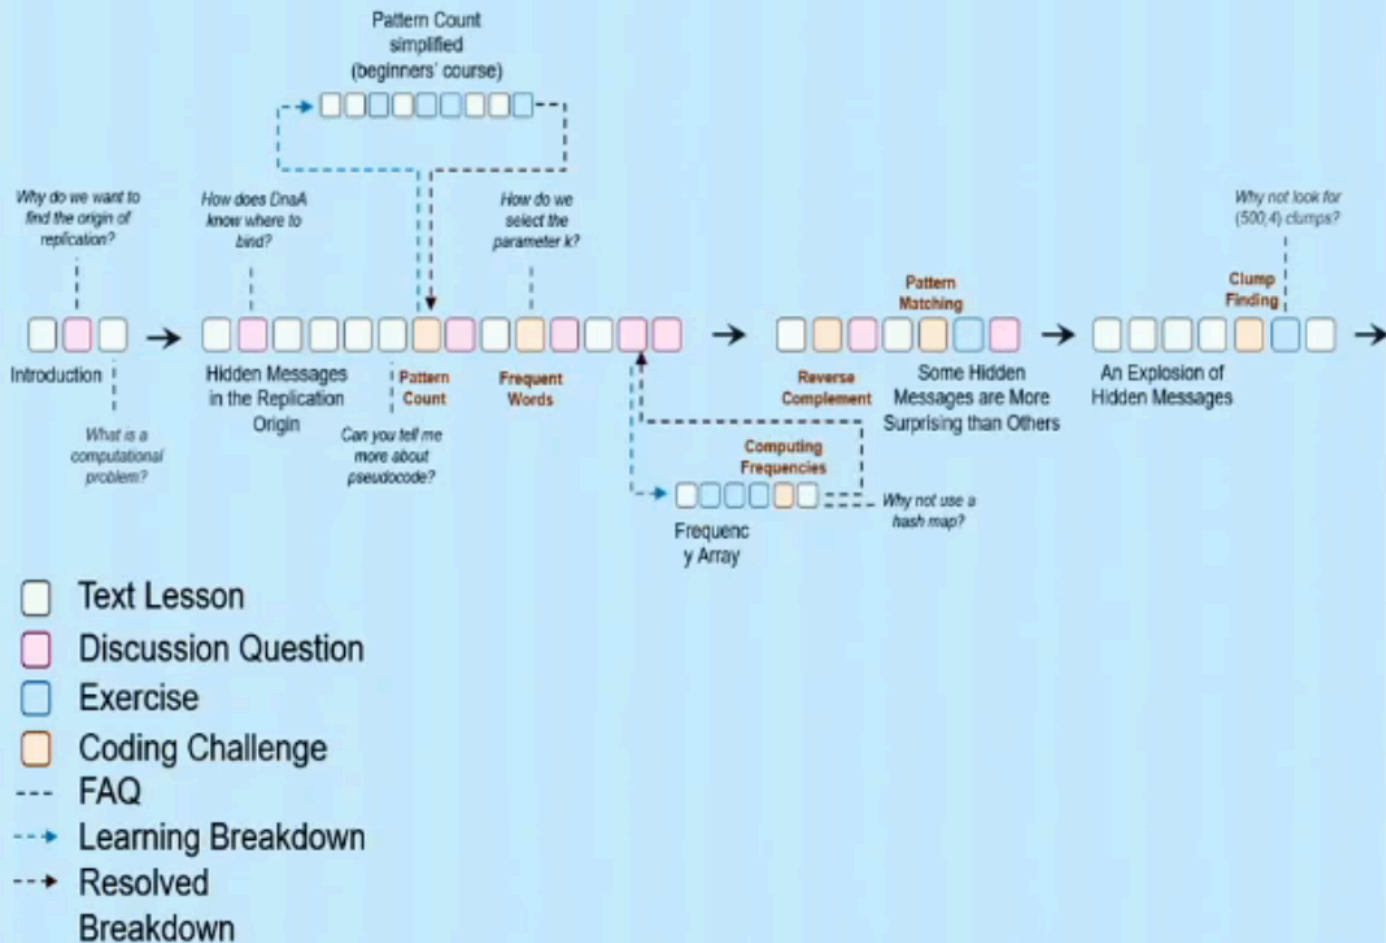 Pattern Count
simplified
(beginners' course)
Why do we want to
find the origin of
replication?
How does DnaA
know where to
bind?
How do we
select the
parameter k?
Why not look for
(500,4) clumps?
Pattern
Matching
Clump
Finding
Introduction
Hidden Messages
in the Replication
Origin
Pattern
Count
Frequent
Words
Reverse
Complement
Some Hidden
Messages are More
Surprising than Others
An Explosion of
Hidden Messages
What is a
computational
problem?
Can you tell me
more about
pseudocode?
Computing
Frequencies
Why not use a
hash map?
Frequenc
y Array
Text Lesson
Discussion Question
Exercise
Coding Challenge
FAQ
Learning Breakdown
Resolved
Breakdown